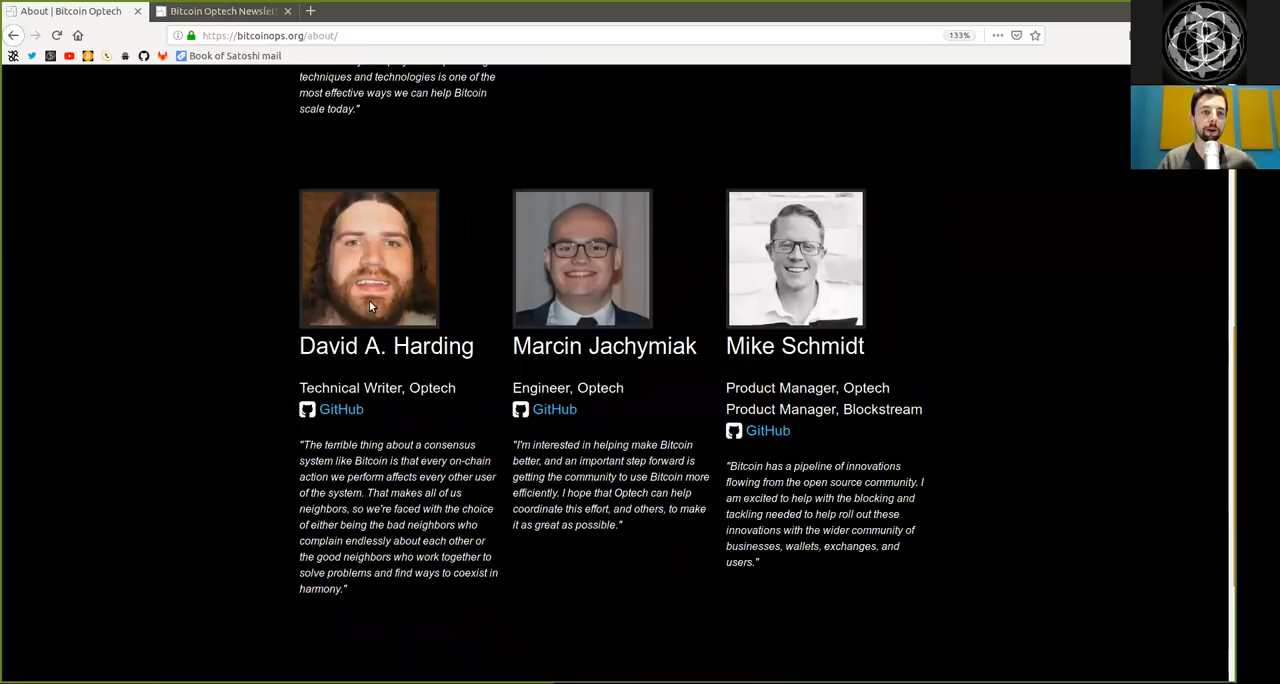 About | Bitcoin Optech
Bitcoin Optech Newslet
https://bitcoinops.org/about/
133%
Book of Satoshi mail
techniques and technologies is one of the
most effective ways we can help Bitcoin
scale today."
David A. Harding
Technical Writer, Optech
GitHub
"The terrible thing about a consensus
system like Bitcoin is that every on-chain
action we perform affects every other user
of the system. That makes all of us
neighbors, so we're faced with the choice
of either being the bad neighbors who
complain endlessly about each other or
the good neighbors who work together to
solve problems and find ways to coexist in
harmony."
Marcin Jachymiak
Engineer, Optech
GitHub
"I'm interested in helping make Bitcoin
better, and an important step forward is
getting the community to use Bitcoin more
efficiently. I hope that Optech can help
coordinate this effort, and others, to make
it as great as possible."
Mike Schmidt
Product Manager, Optech
Product Manager, Blockstream
GitHub
"Bitcoin has a pipeline of innovations
flowing from the open source community. I
am excited to help with the blocking and
tackling needed to help roll out these
innovations with the wider community of
businesses, wallets, exchanges, and
users."